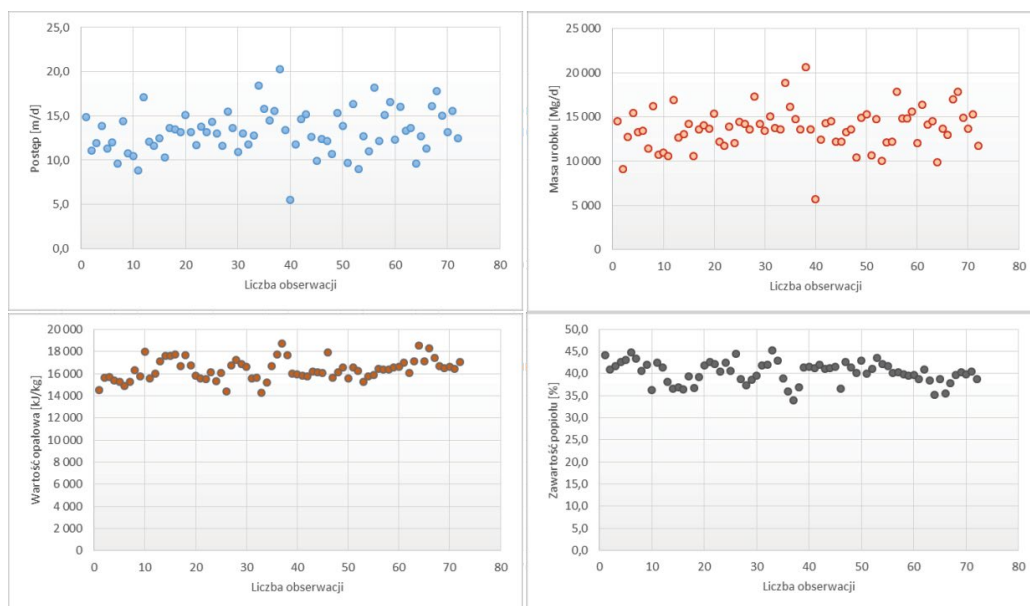 25,0
20,0
15,0
10,0
5,0
0,0
Postęp [m/d]
0 10 20 30 40 50 60 70 80
Liczba obserwacji
25 000
20 000
15 000
10 000
5 000
0
Masa urobku [Mg/d]
0 10 20 30 40 50 60 70 80
Liczba obserwacji
20 000
18 000
16 000
14 000
12 000
10 000
8 000
6 000
4 000
2 000
0
Wartość opałowa [kJ/kg]
0 10 20 30 40 50 60 70 80
Liczba obserwacji
50,0
45,0
40,0
35,0
30,0
25,0
20,0
15,0
10,0
5,0
0,0
Zawartość popiołu [%]
0 10 20 30 40 50 60 70 80
Liczba obserwacji